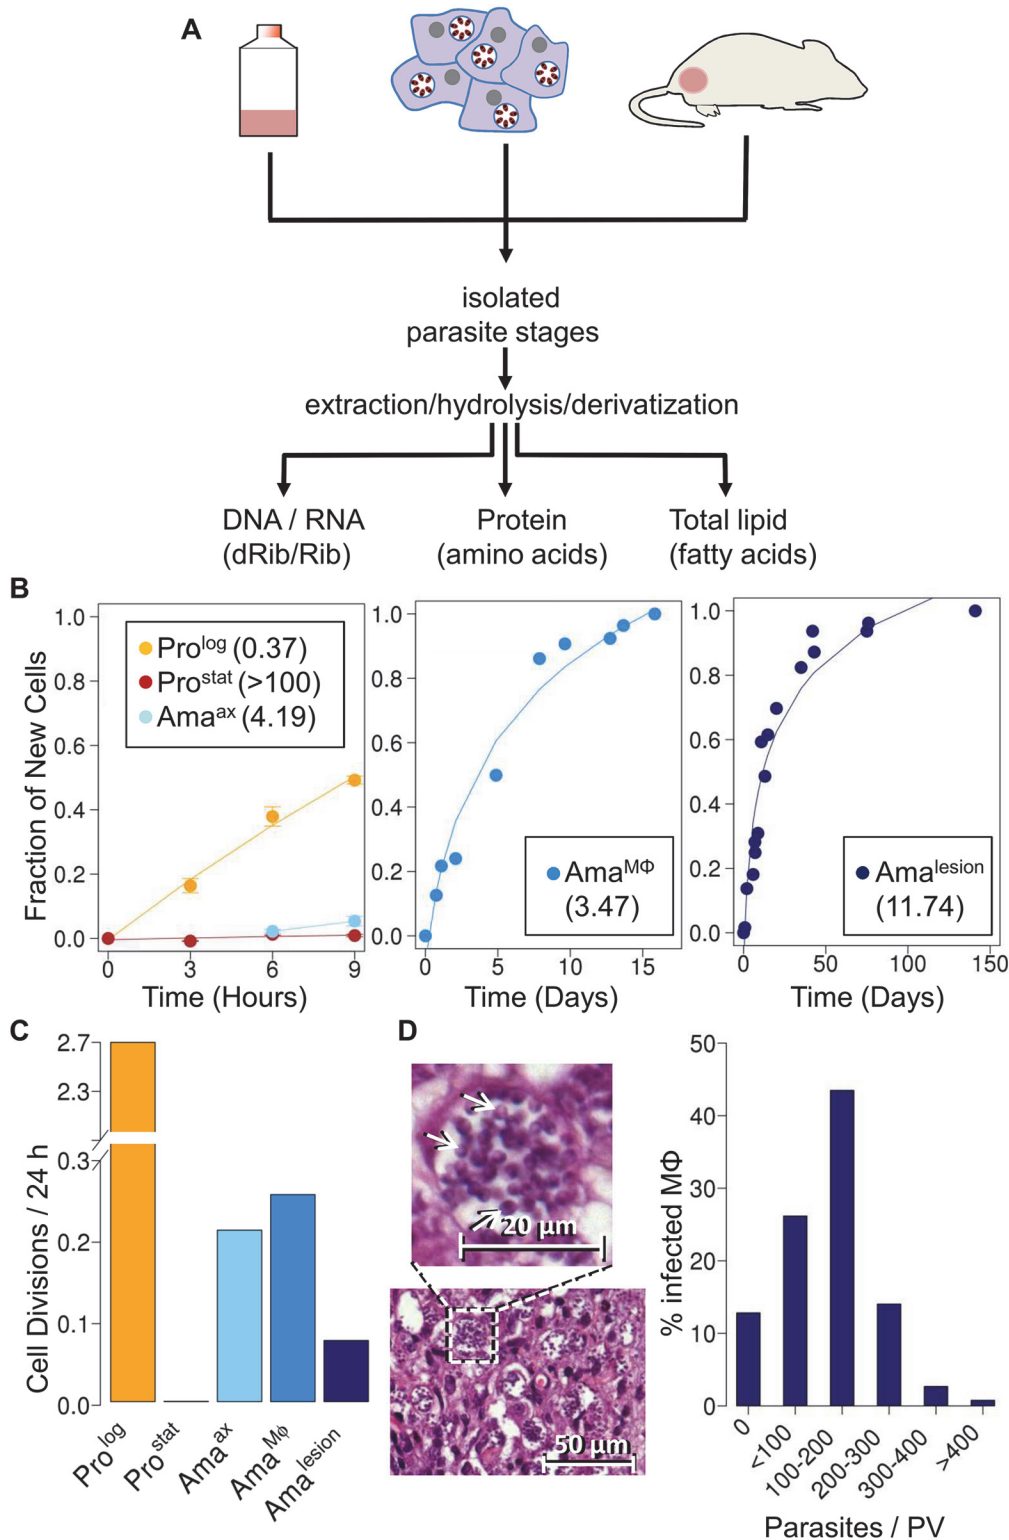 A
isolated
parasite stages
extraction/hydrolysis/derivatization
DNA / RNA
(dRib/Rib)
Protein
(amino acids)
Total lipid
(fatty acids)
B
Fraction of New Cells
1.0
0.8
0.6
0.4
0.2
0.0
Pro^log (0.37)
Pro^stat (>100)
Ama^ax (4.19)
0 3 6 9
Time (Hours)
1.0
0.8
0.6
0.4
0.2
0.0
Ama^MΦ
(3.47)
0 5 10 15
Time (Days)
1.0
0.8
0.6
0.4
0.2
0.0
Ama^lesion
(11.74)
0 50 100 150
Time (Days)
C
Cell Divisions / 24 h
2.7
2.3
0.3
0.2
0.1
0.0
Pro^log
Pro^stat
Ama^ax
Ama^Mϕ
Ama^lesion
D
20 µm
50 µm
% infected MΦ
50
40
30
20
10
0
0
<100
100-200
200-300
300-400
>400
Parasites / PV